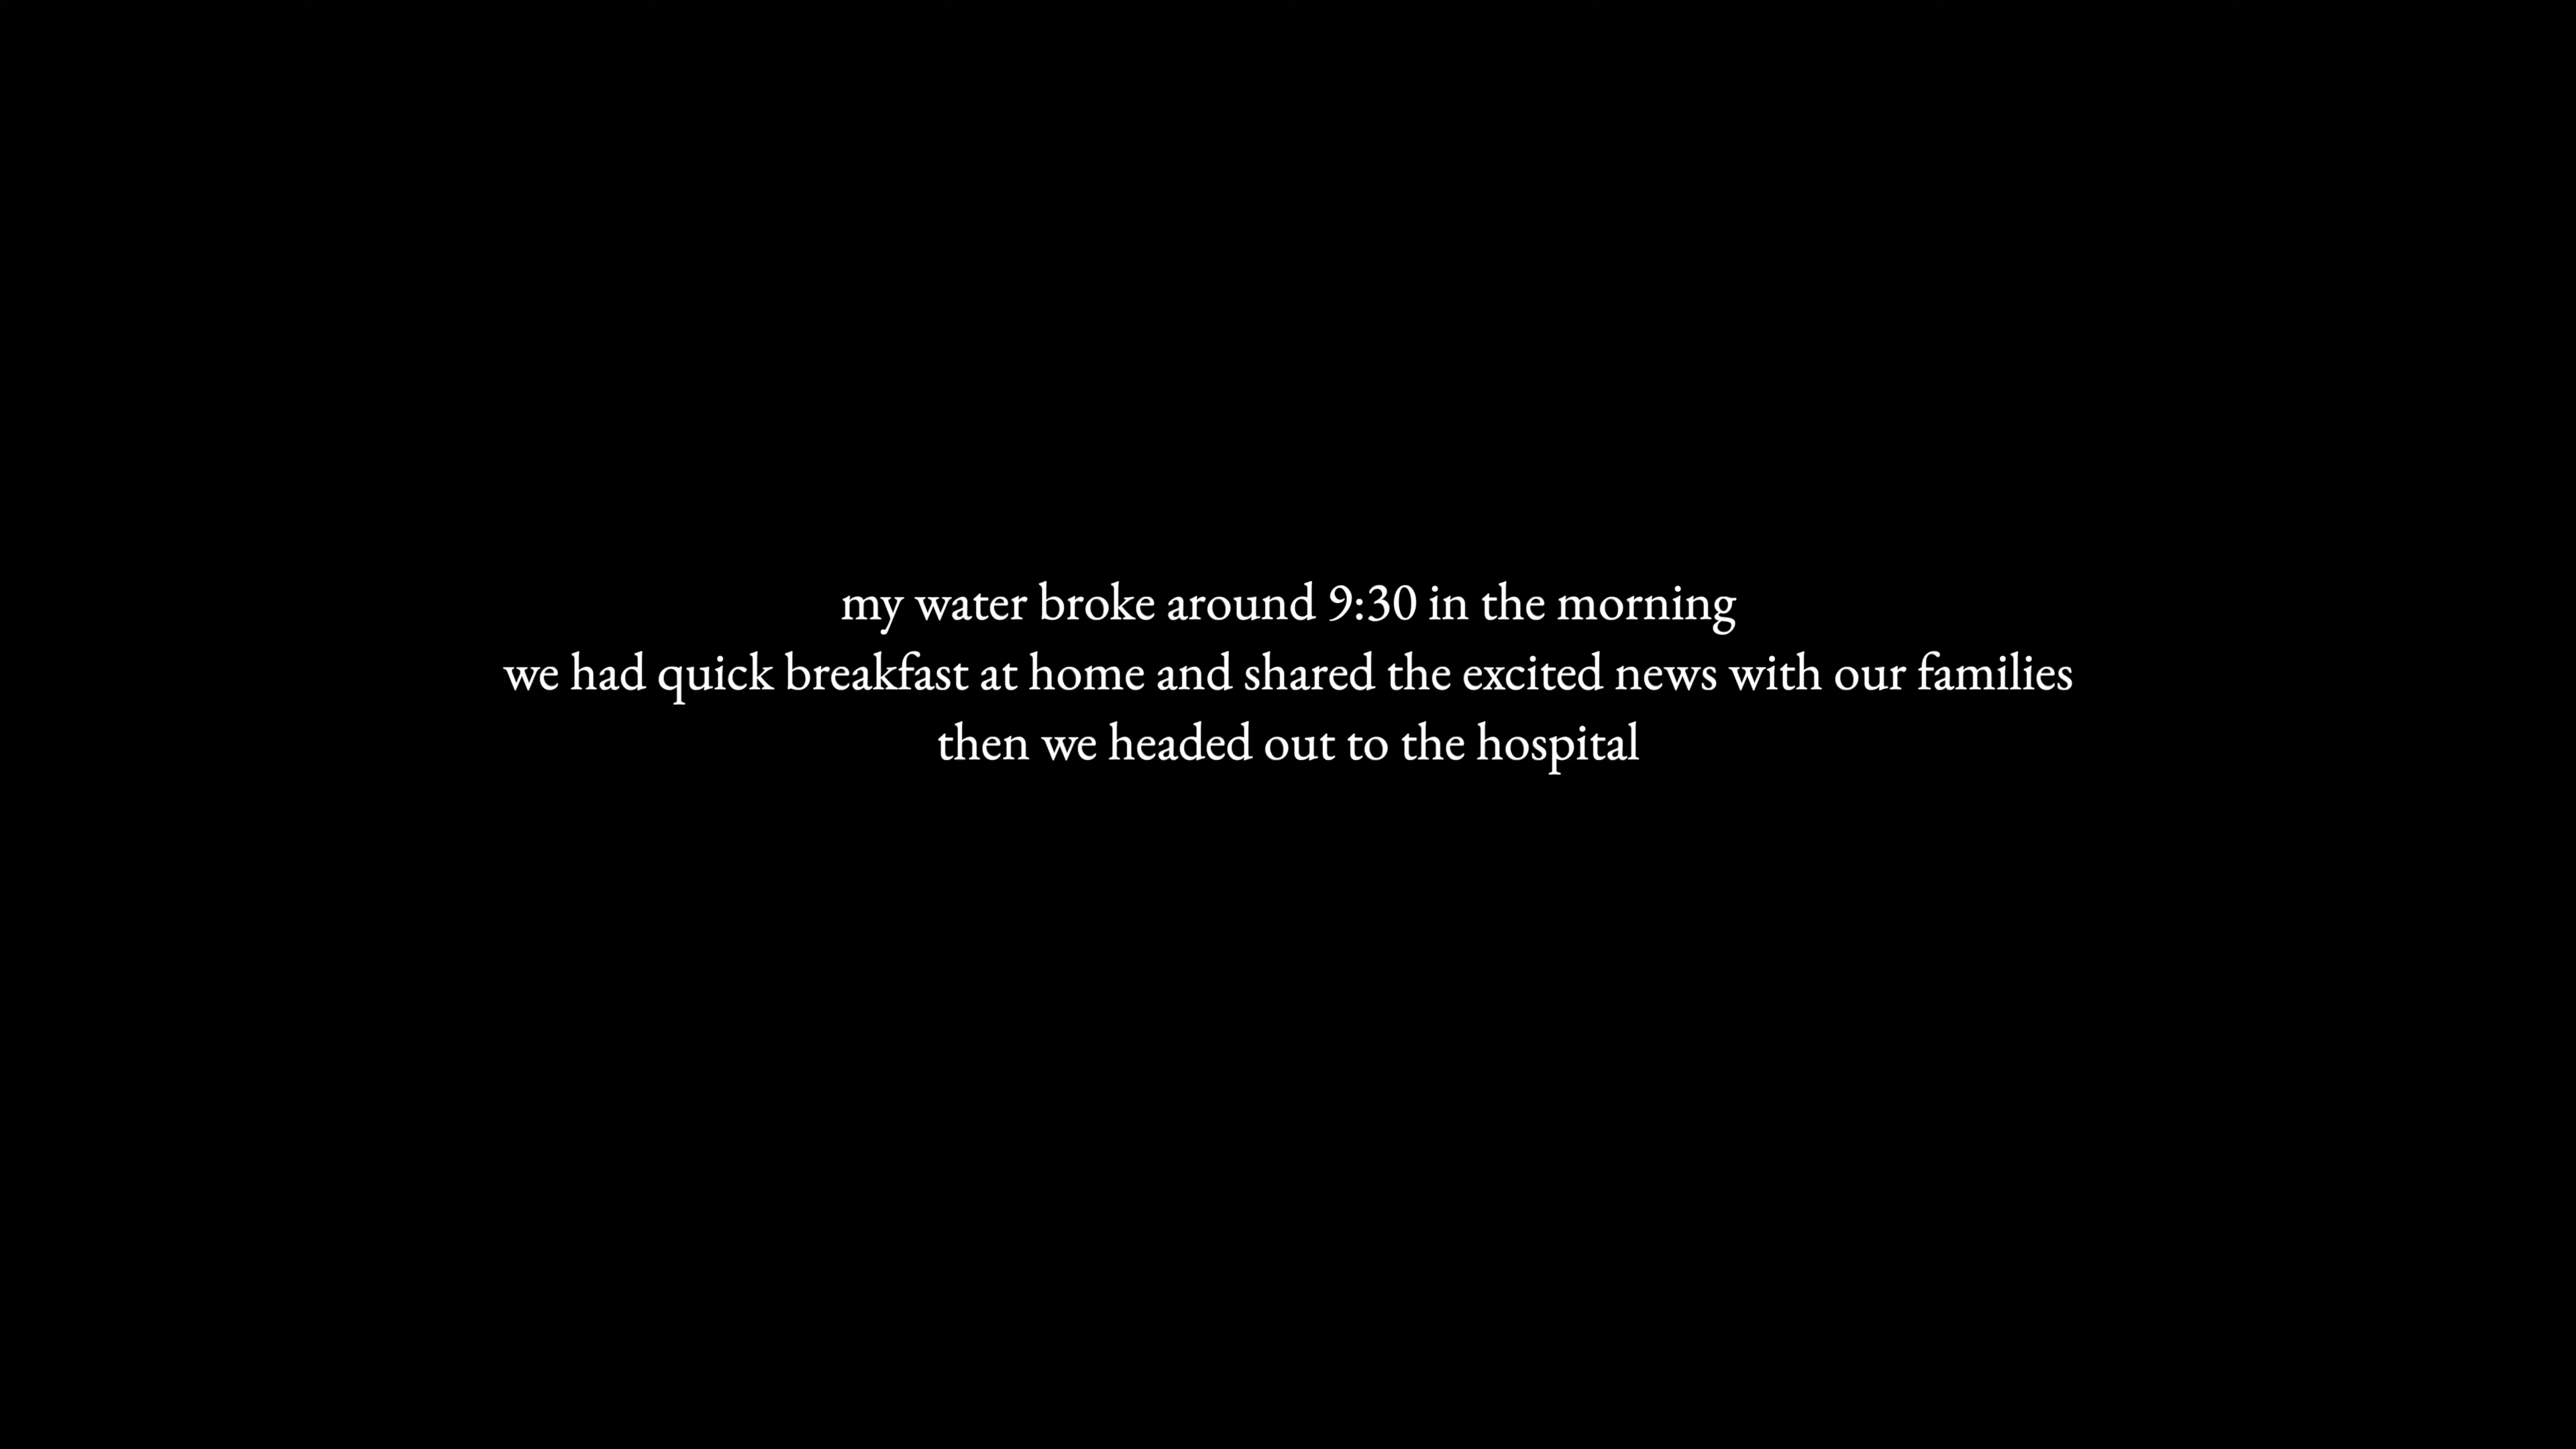 my water broke around 9:30 in the morning
we had quick breakfast at home and shared the excited news with our families
then we headed out to the hospital